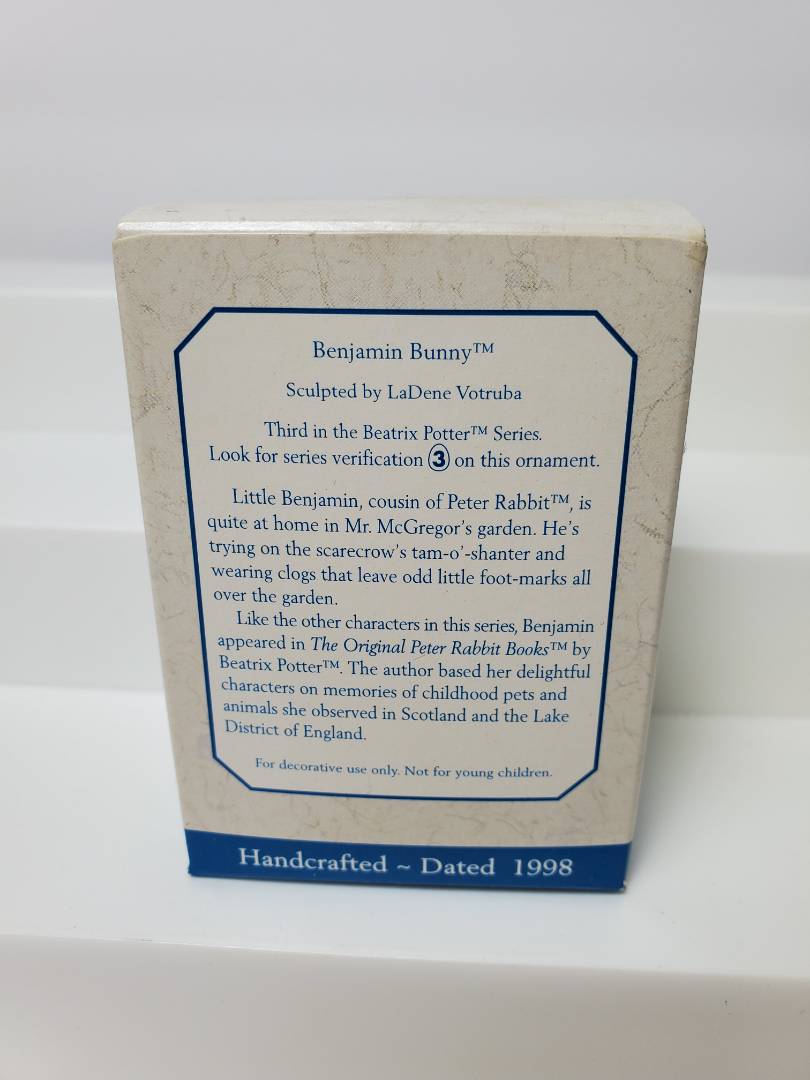 Benjamin Bunny™
Sculpted by LaDene Votruba
Third in the Beatrix Potter™ Series.
Look for series verification 3 on this ornament.
Little Benjamin, cousin of Peter Rabbit™, is
quite at home in Mr. McGregor's garden. He's
trying on the scarecrow's tam-o'-shanter and
wearing clogs that leave odd little foot-marks all
over the garden.
Like the other characters in this series, Benjamin
appeared in The Original Peter Rabbit Books™ by
Beatrix Potter™. The author based her delightful
characters on memories of childhood pets and
animals she observed in Scotland and the Lake
District of England.
For decorative use only. Not for young children.
Handcrafted ~ Dated 1998